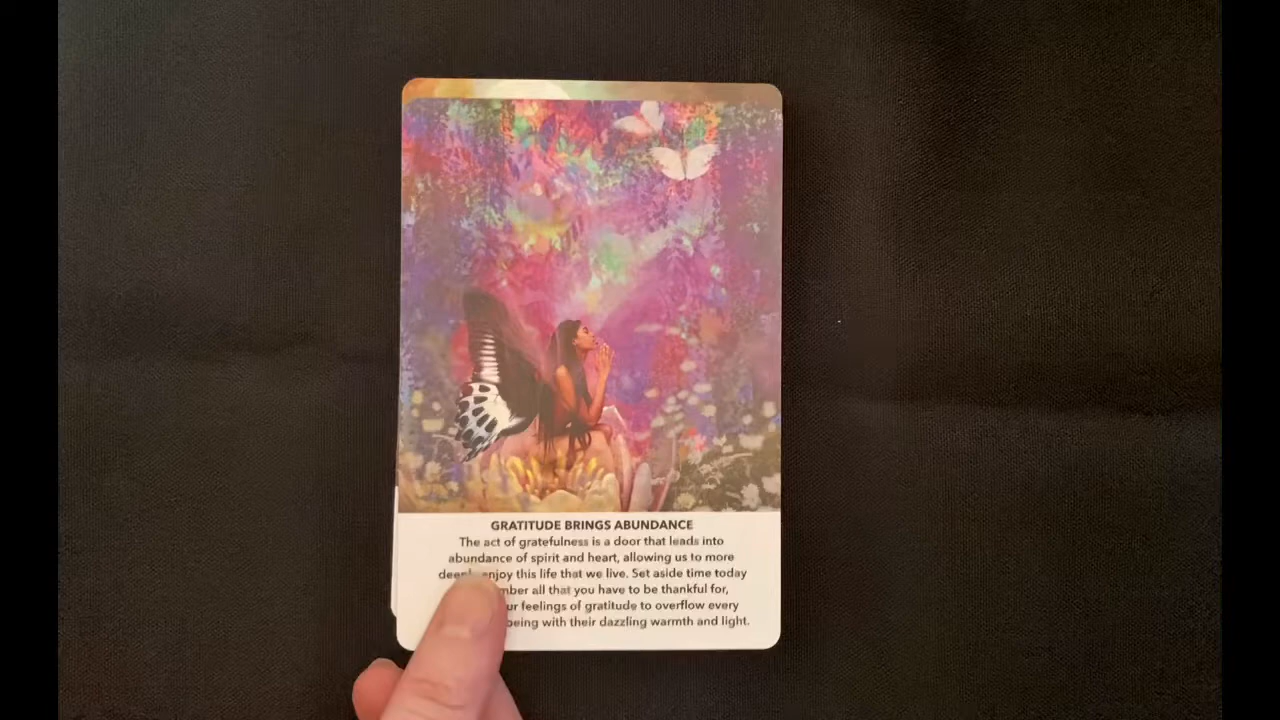 GRATITUDE BRINGS ABUNDANCE
The act of gratefulness is a door that leads into
abundance of spirit and heart, allowing us to more
enjoy this life that we live. Set aside time today
all that you have to be thankful for,
feelings of gratitude to overflow every
being with their dazzling warmth and light.